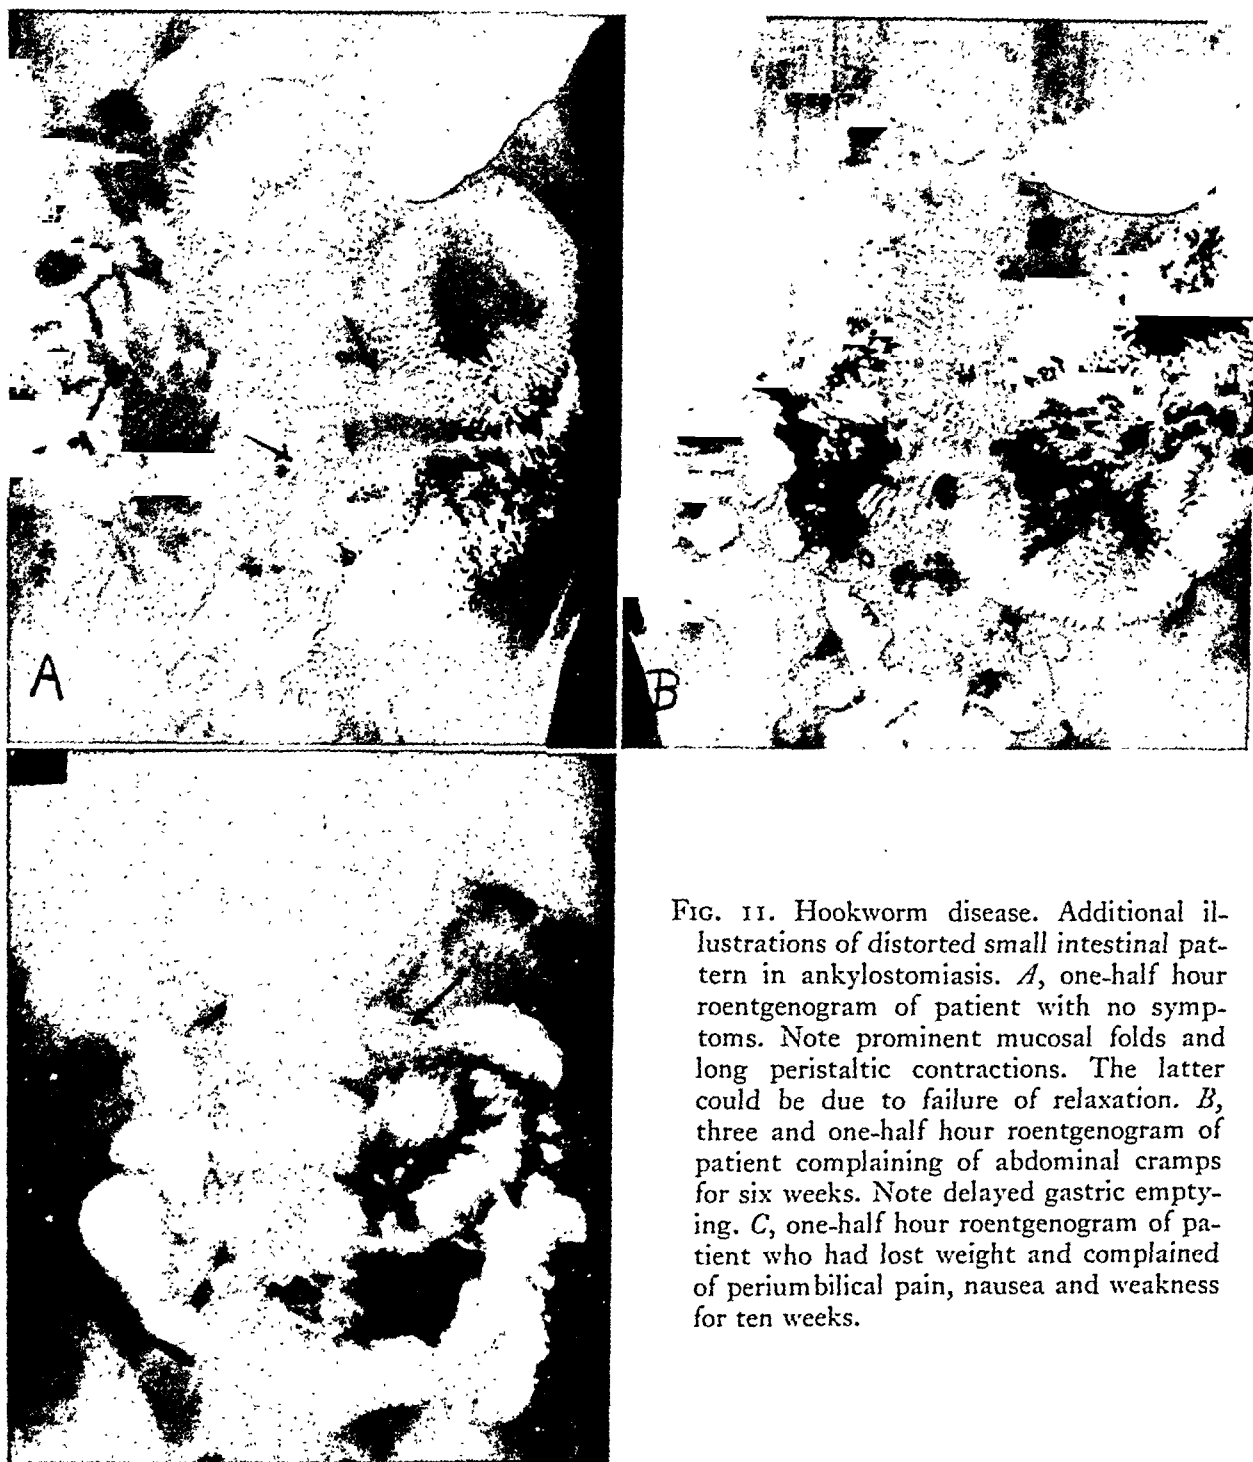 A
B
FIG. 11. Hookworm disease. Additional il-
lustrations of distorted small intestinal pat-
tern in ankylostomiasis. A, one-half hour
roentgenogram of patient with no symp-
toms. Note prominent mucosal folds and
long peristaltic contractions. The latter
could be due to failure of relaxation. B,
three and one-half hour roentgenogram of
patient complaining of abdominal cramps
for six weeks. Note delayed gastric empty-
ing. C, one-half hour roentgenogram of pa-
tient who had lost weight and complained
of periumbilical pain, nausea and weakness
for ten weeks.